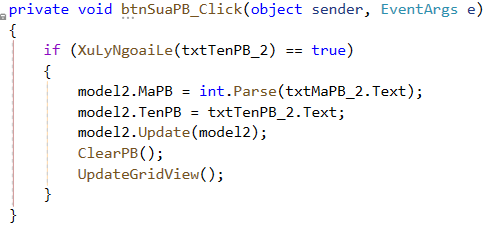 private void btnSuaPB_Click(object sender, EventArgs e)
{
if (XuLyNgoaiLe(txtTenPB_2) == true)
{
model2.MaPB = int.Parse(txtMaPB_2.Text);
model2.TenPB = txtTenPB_2.Text;
model2.Update(model2);
ClearPB();
UpdateGridView();
}
}